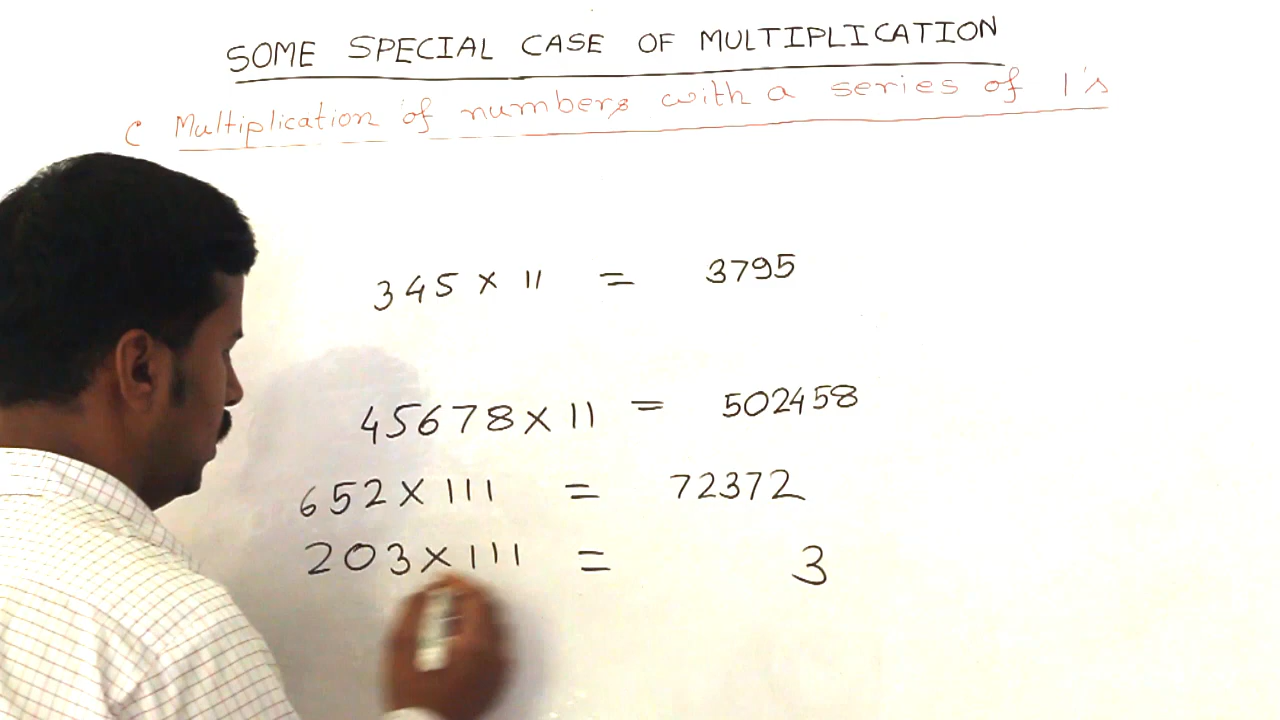 SOME SPECIAL CASE OF MULTIPLICATION
C Multiplication of numbers with a series of 1's
345 × 11 = 3795
45678 × 11 = 502458
652 × 111 = 72372
203 × 111 = 3